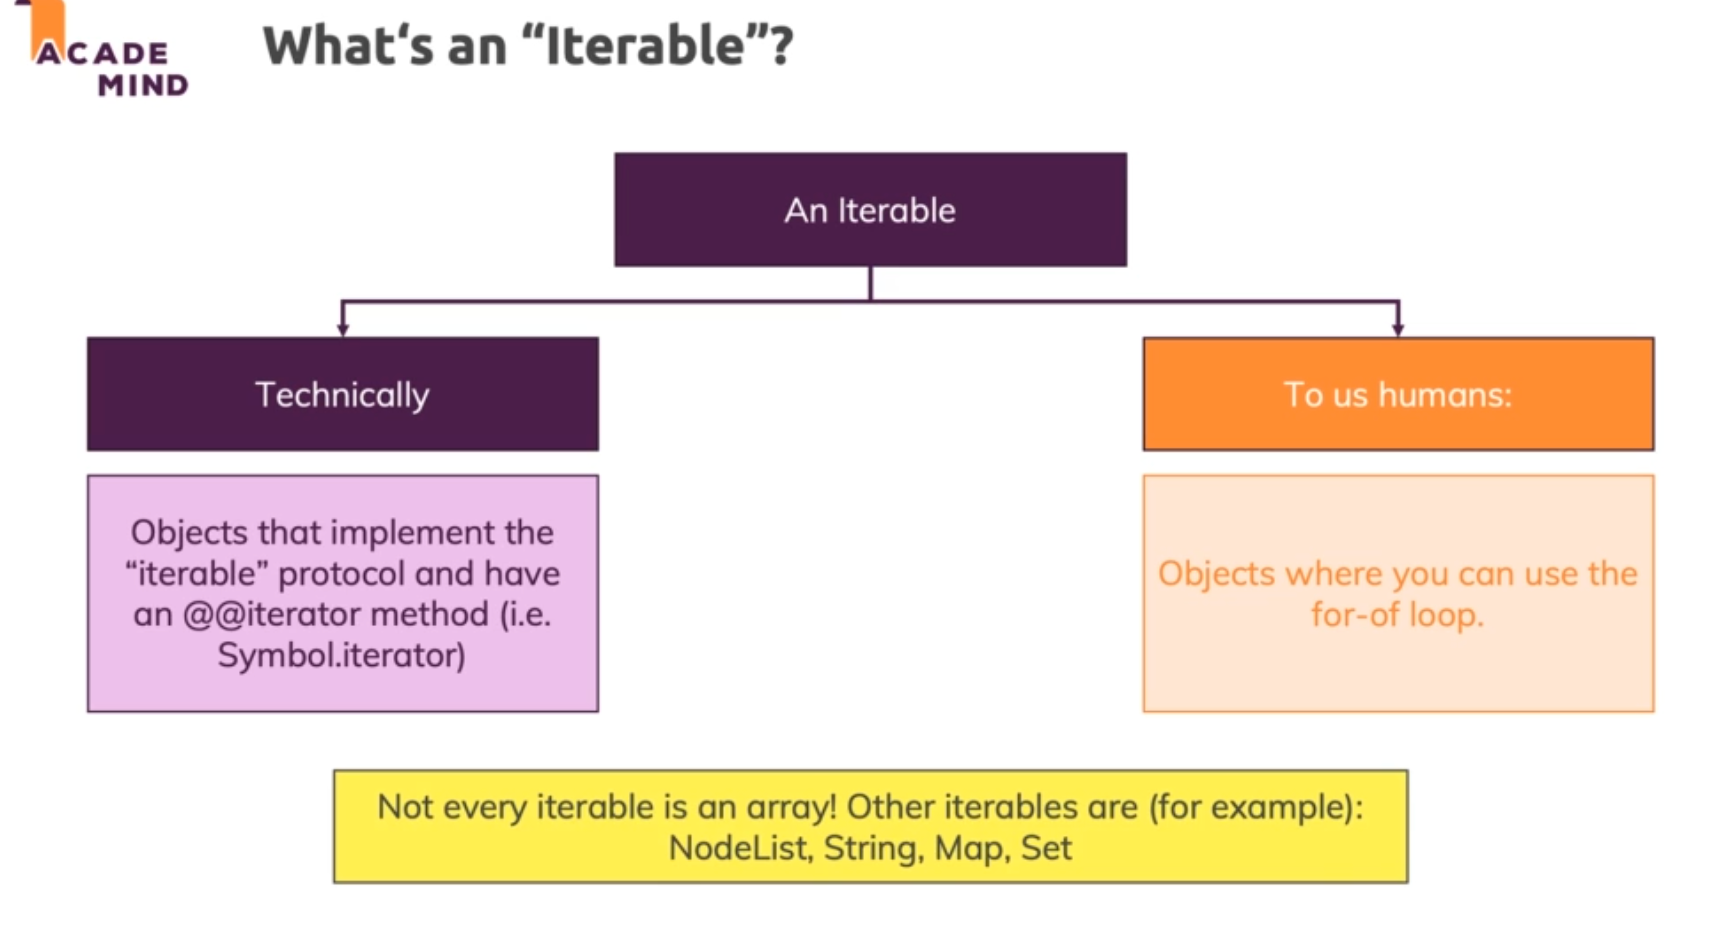 ACADE
MIND
What‘s an “Iterable”?
An Iterable
Technically
To us humans:
Objects that implement the
“iterable” protocol and have
an @@iterator method (i.e.
Symbol.iterator)
Objects where you can use the
for-of loop.
Not every iterable is an array! Other iterables are (for example):
NodeList, String, Map, Set